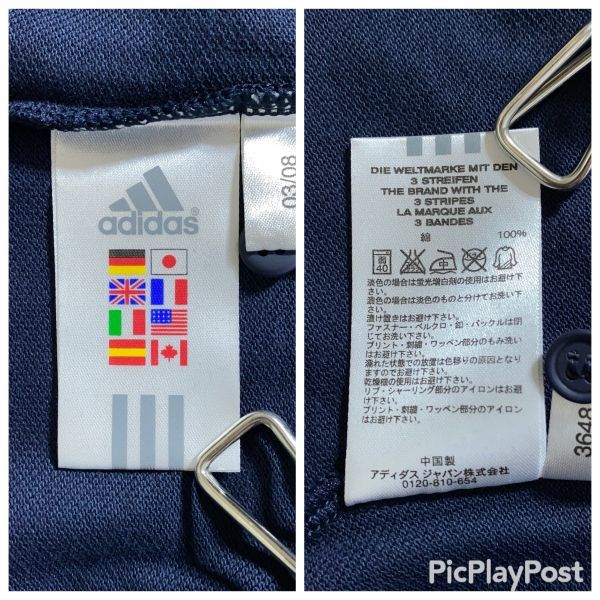 adidas
03/08
DIE WELTMARKE MIT DEN
3 STREIFEN
THE BRAND WITH THE
3 STRIPES
LA MARQUE AUX
3 BANDES
綿 100%
弱
40
淡色の場合は蛍光増白剤の使用はお避け下
さい。
淡色の場合は淡色のものと分けてお洗い下
さい。
漬け置きはお避け下さい。
ファスナー・ベルクロ・釦・バックルは閉
じてお洗い下さい。
プリント・刺繍・ワッペン部分のもみ洗い
はお避け下さい。
濡れた状態での放置は色移りの原因となり
ますのでお避け下さい。
乾燥機の使用はお避け下さい。
リブ・シャーリング部分のアイロンはお避け
下さい。
プリント・刺繍・ワッペン部分のアイロンは
お避け下さい。
中国製
アディダス ジャパン株式会社
0120-810-654
3648
PicPlayPost